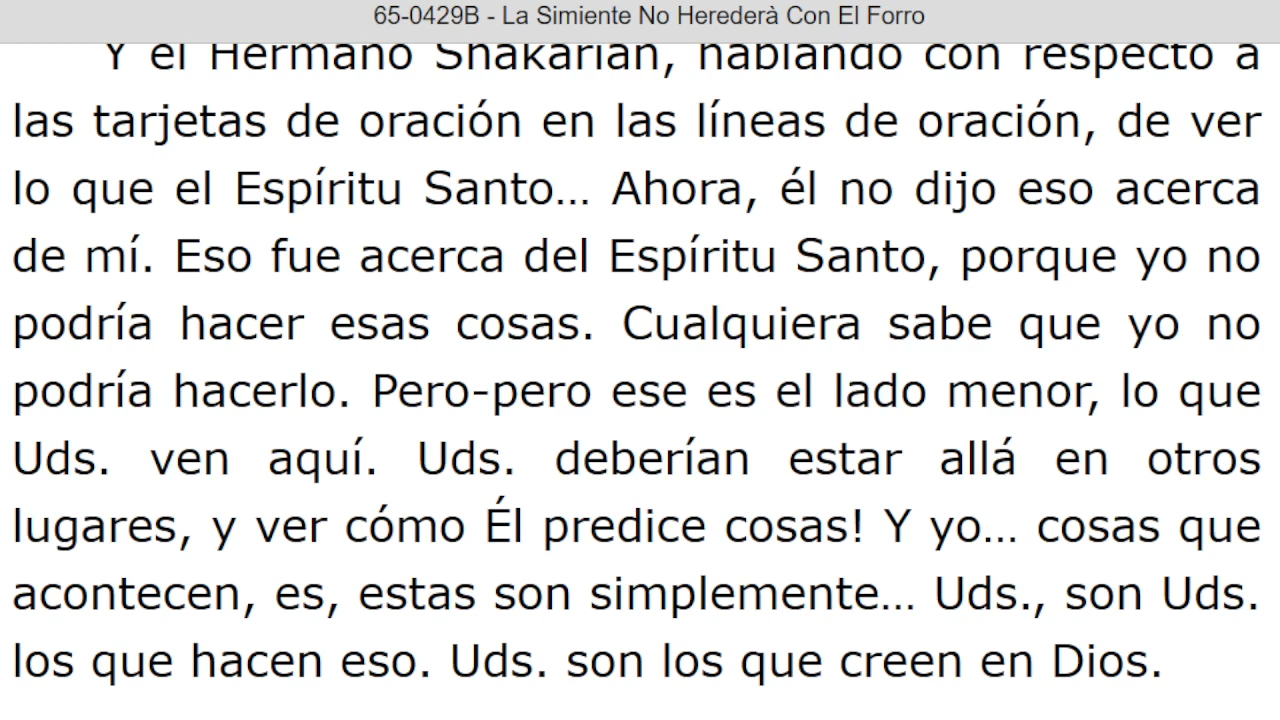 65-0429B - La Simiente No Herederà Con El Forro
Y el Hermano Shakarian, hablando con respecto a
las tarjetas de oración en las líneas de oración, de ver
lo que el Espíritu Santo... Ahora, él no dijo eso acerca
de mí. Eso fue acerca del Espíritu Santo, porque yo no
podría hacer esas cosas. Cualquiera sabe que yo no
podría hacerlo. Pero-pero ese es el lado menor, lo que
Uds. ven aquí. Uds. deberían estar allá en otros
lugares, y ver cómo Él predice cosas! Y yo... cosas que
acontecen, es, estas son simplemente... Uds., son Uds.
los que hacen eso. Uds. son los que creen en Dios.